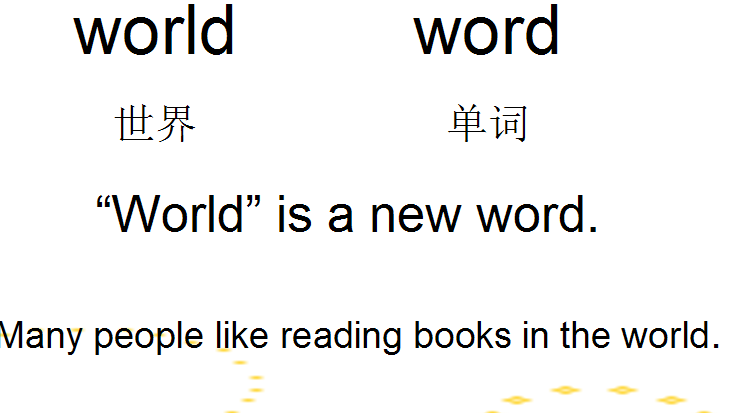 world word
世界 单词
“World” is a new word.
Many people like reading books in the world.